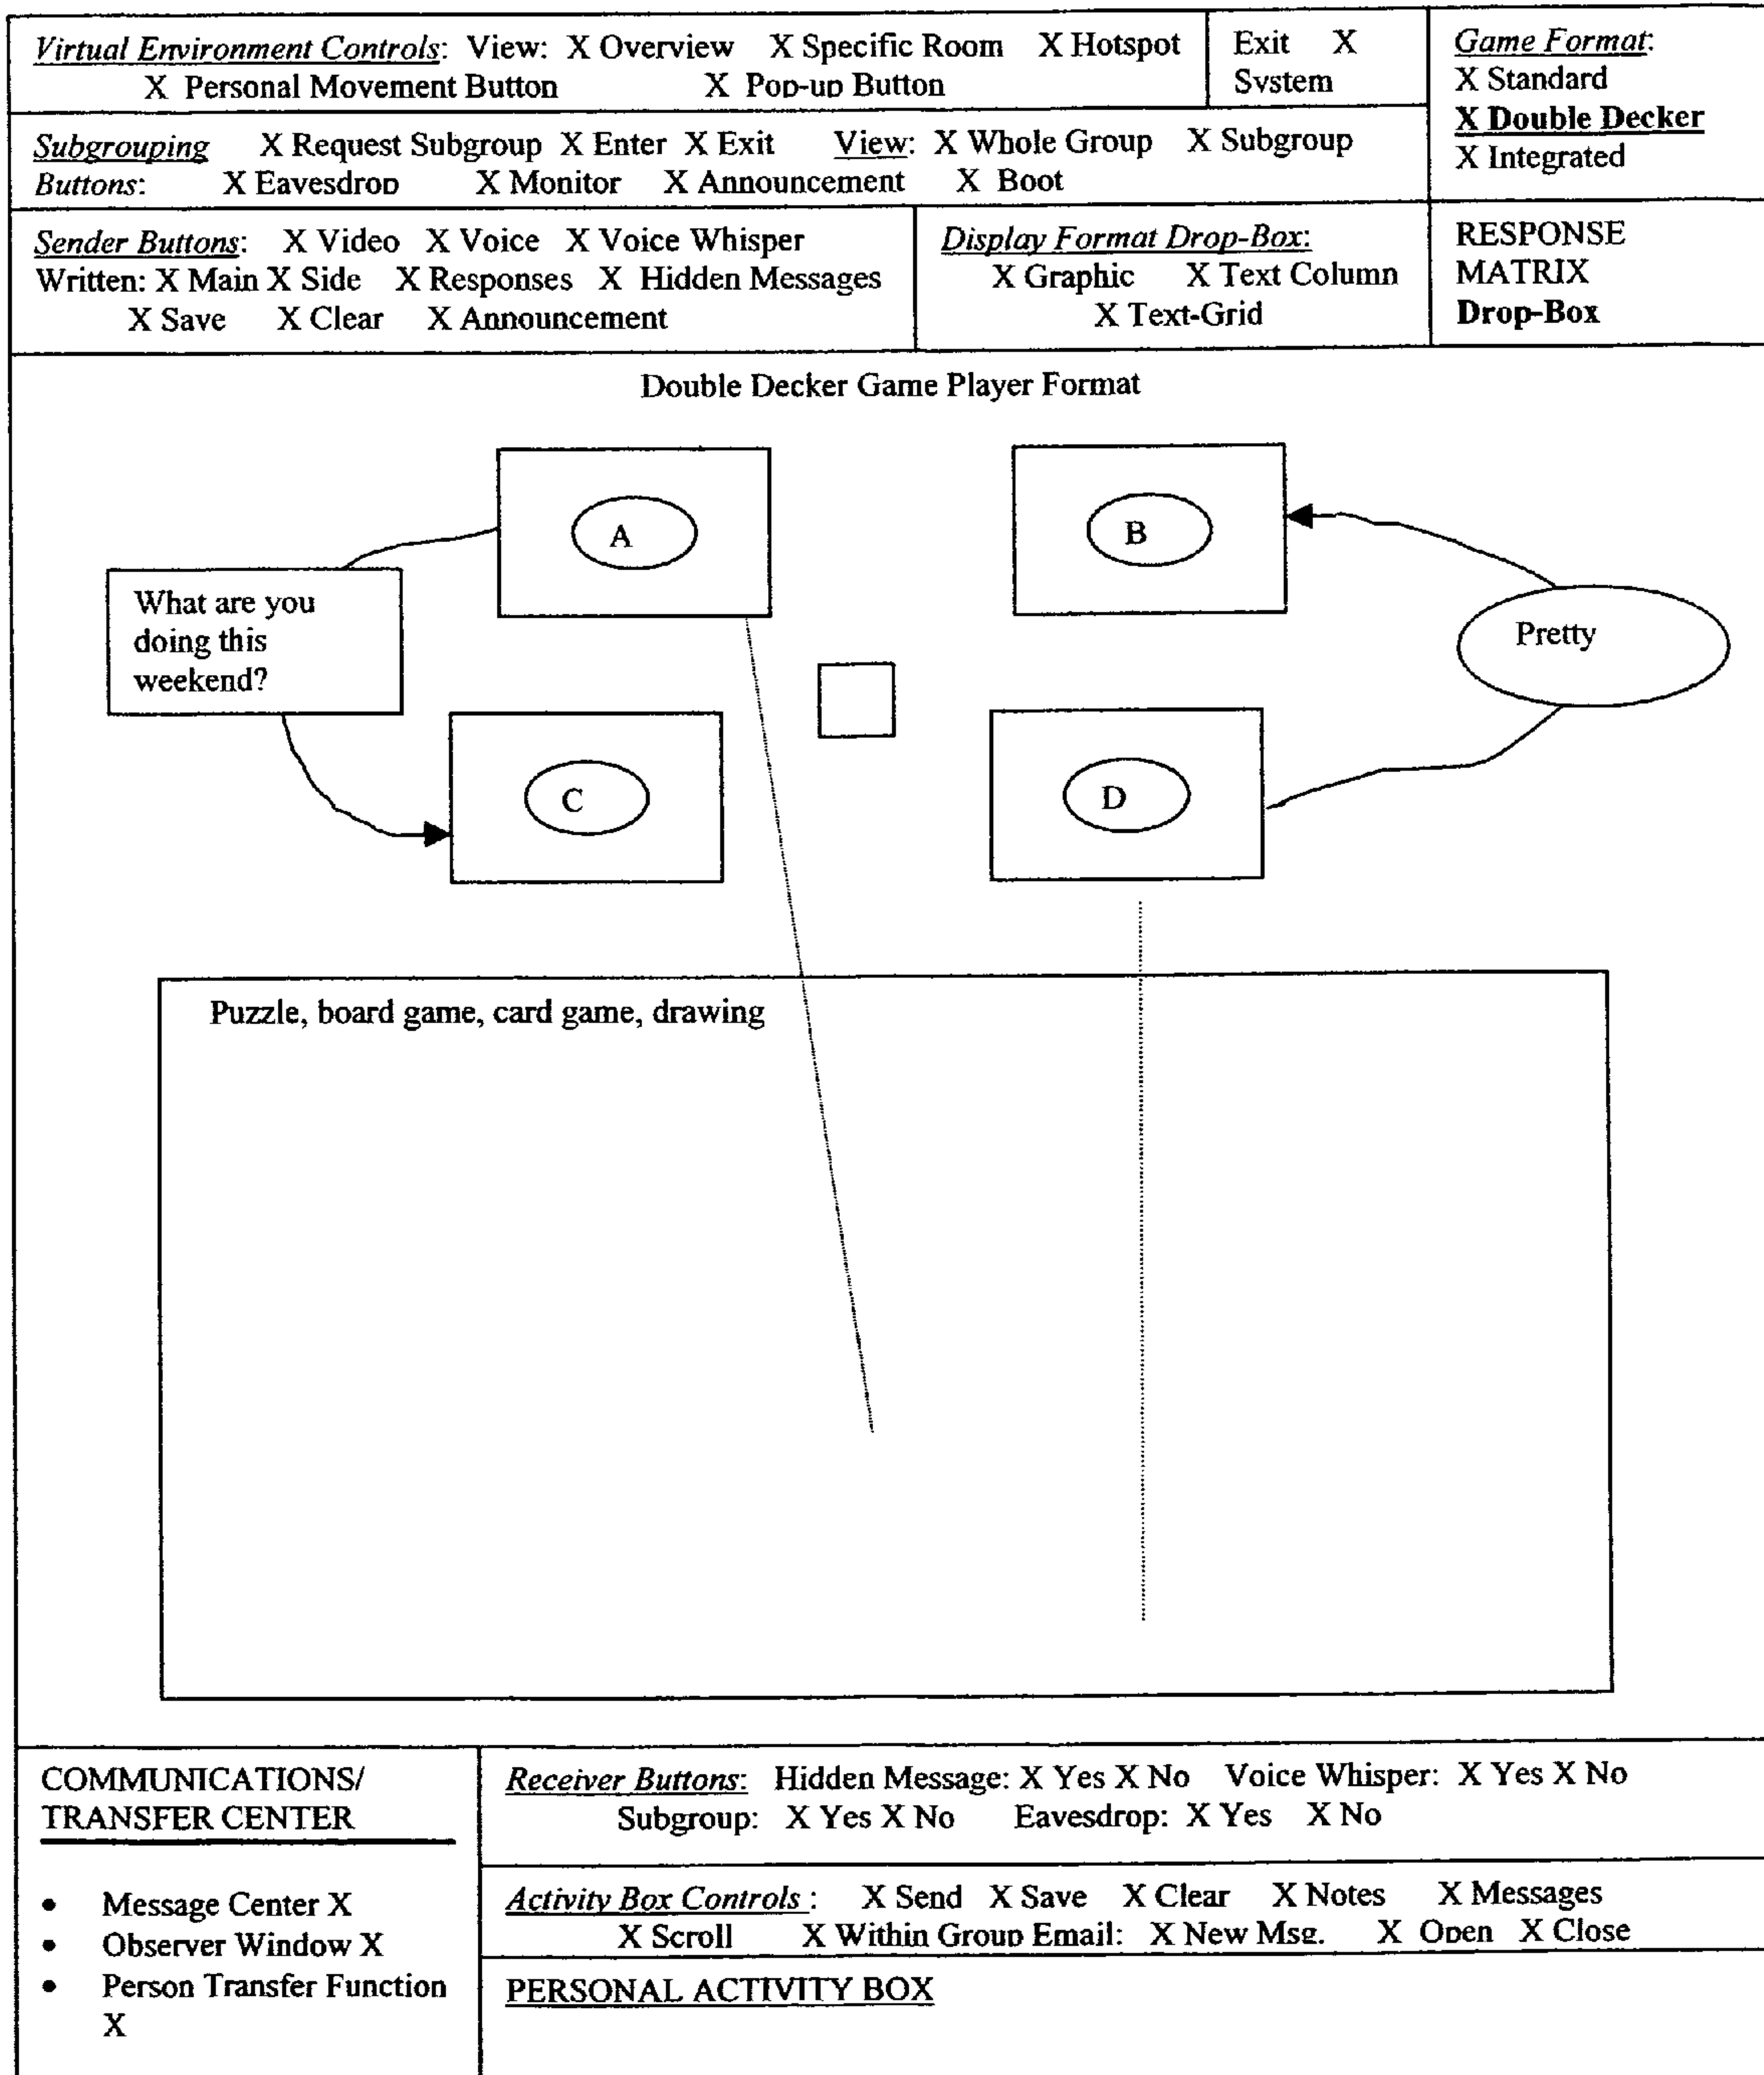 Virtual Environment Controls: View: X Overview X Specific Room X Hotspot
X Personal Movement Button X Pop-up Button
Exit X
System
Game Format:
X Standard
X Double Decker
X Integrated
Subgrouping X Request Subgroup X Enter X Exit View: X Whole Group X Subgroup
Buttons: X Eavesdrop X Monitor X Announcement X Boot
Sender Buttons: X Video X Voice X Voice Whisper
Written: X Main X Side X Responses X Hidden Messages
X Save X Clear X Announcement
Display Format Drop-Box:
X Graphic X Text Column
X Text-Grid
RESPONSE
MATRIX
Drop-Box
Double Decker Game Player Format
A
B
What are you
doing this
weekend?
Pretty
C
D
Puzzle, board game, card game, drawing
COMMUNICATIONS/
TRANSFER CENTER
• Message Center X
• Observer Window X
• Person Transfer Function
X
Receiver Buttons: Hidden Message: X Yes X No Voice Whisper: X Yes X No
Subgroup: X Yes X No Eavesdrop: X Yes X No
Activity Box Controls : X Send X Save X Clear X Notes X Messages
X Scroll X Within Group Email: X New Msg. X Open X Close
PERSONAL ACTIVITY BOX